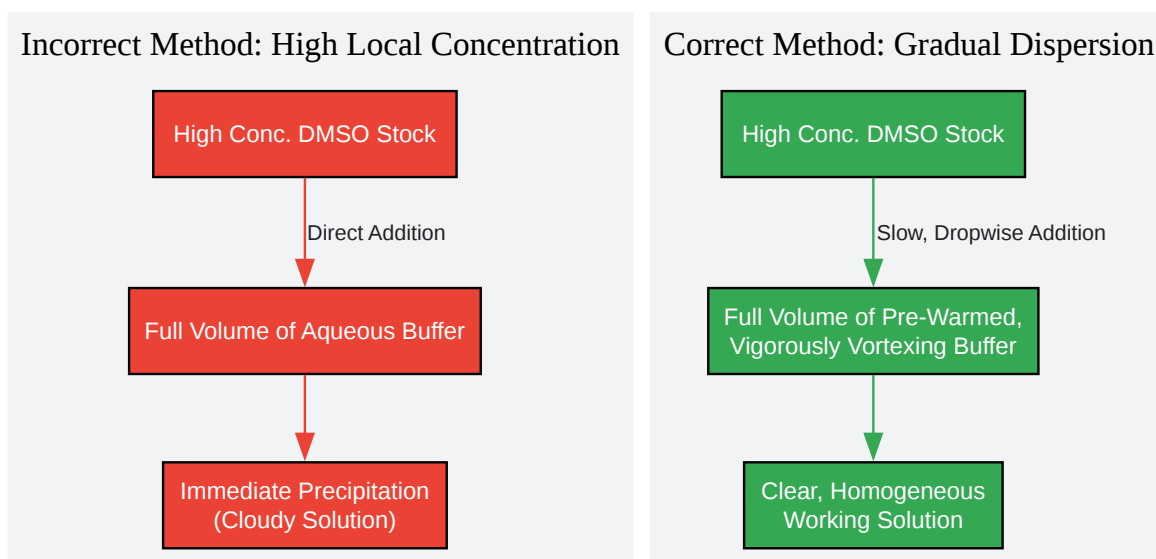 Incorrect Method: High Local Concentration
High Conc. DMSO Stock
Direct Addition
Full Volume of Aqueous Buffer
Immediate Precipitation
(Cloudy Solution)
Correct Method: Gradual Dispersion
High Conc. DMSO Stock
Slow, Dropwise Addition
Full Volume of Pre-Warmed,
Vigorously Vortexing Buffer
Clear, Homogeneous
Working Solution